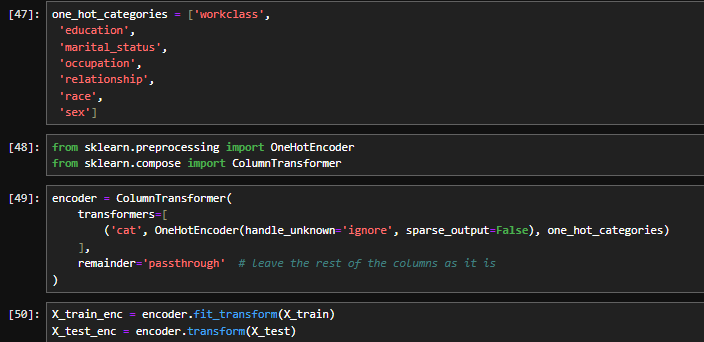 [47]: one_hot_categories = ['workclass',
'education',
'marital_status',
'occupation',
'relationship',
'race',
'sex']
[48]: from sklearn.preprocessing import OneHotEncoder
from sklearn.compose import ColumnTransformer
[49]: encoder = ColumnTransformer(
transformers=[
('cat', OneHotEncoder(handle_unknown='ignore', sparse_output=False), one_hot_categories)
],
remainder='passthrough' # leave the rest of the columns as it is
)
[50]: X_train_enc = encoder.fit_transform(X_train)
X_test_enc = encoder.transform(X_test)